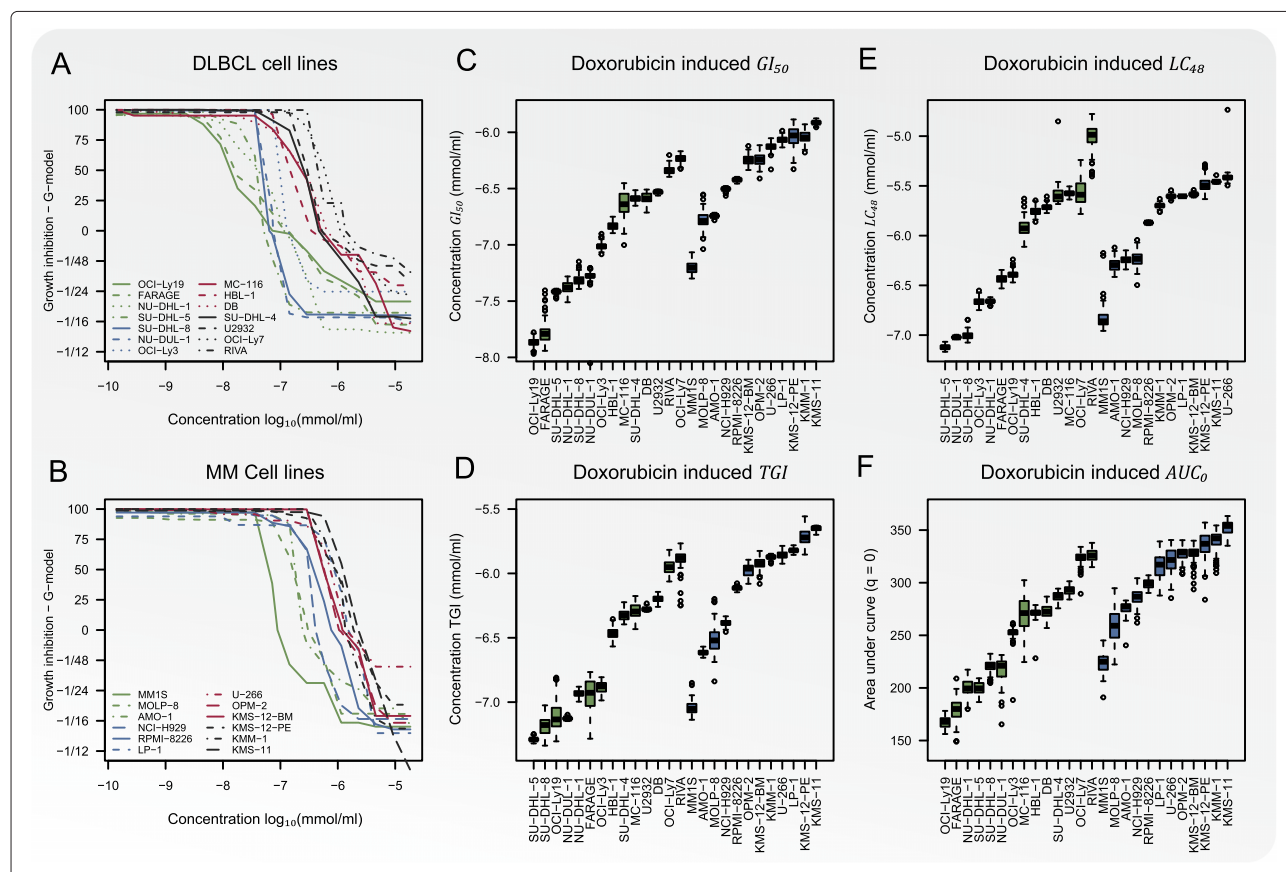 A
DLBCL cell lines
Growth inhibition − G−model
100
75
50
25
0
−1/48
−1/24
−1/16
−1/12
OCI−Ly19
FARAGE
NU−DHL−1
SU−DHL−5
SU−DHL−8
NU−DUL−1
OCI−Ly3
MC−116
HBL−1
DB
SU−DHL−4
U2932
OCI−Ly7
RIVA
−10 −9 −8 −7 −6 −5
Concentration log10(mmol/ml)
B
MM Cell lines
Growth inhibition − G−model
100
75
50
25
0
−1/48
−1/24
−1/16
−1/12
MM1S
MOLP−8
AMO−1
NCI−H929
RPMI−8226
LP−1
U−266
OPM−2
KMS−12−BM
KMS−12−PE
KMM−1
KMS−11
−10 −9 −8 −7 −6 −5
Concentration log10(mmol/ml)
C
Doxorubicin induced GI50
Concentration GI50 (mmol/ml)
−6.0
−6.5
−7.0
−7.5
−8.0
OCI−Ly19
FARAGE
SU−DHL−5
NU−DHL−1
SU−DHL−8
NU−DUL−1
OCI−Ly3
HBL−1
MC−116
SU−DHL−4
DB
U2932
RIVA
OCI−Ly7
MM1S
MOLP−8
AMO−1
NCI−H929
RPMI−8226
KMS−12−BM
OPM−2
U−266
LP−1
KMS−12−PE
KMM−1
KMS−11
D
Doxorubicin induced TGI
Concentration TGI (mmol/ml)
−5.5
−6.0
−6.5
−7.0
SU−DHL−5
SU−DHL−8
OCI−Ly19
NU−DUL−1
NU−DHL−1
FARAGE
OCI−Ly3
HBL−1
SU−DHL−4
MC−116
U2932
DB
OCI−Ly7
RIVA
MM1S
AMO−1
MOLP−8
NCI−H929
RPMI−8226
OPM−2
KMS−12−BM
KMM−1
U−266
LP−1
KMS−12−PE
KMS−11
E
Doxorubicin induced LC48
Concentration LC48 (mmol/ml)
−5.0
−5.5
−6.0
−6.5
−7.0
SU−DHL−5
NU−DUL−1
SU−DHL−8
OCI−Ly3
NU−DHL−1
FARAGE
OCI−Ly19
SU−DHL−4
HBL−1
DB
U2932
MC−116
OCI−Ly7
RIVA
MM1S
AMO−1
NCI−H929
MOLP−8
RPMI−8226
KMM−1
OPM−2
LP−1
KMS−12−BM
KMS−12−PE
KMS−11
U−266
F
Doxorubicin induced AUC0
Area under curve (q = 0)
350
300
250
200
150
OCI−Ly19
FARAGE
NU−DHL−1
SU−DHL−5
SU−DHL−8
NU−DUL−1
OCI−Ly3
MC−116
HBL−1
DB
SU−DHL−4
U2932
OCI−Ly7
RIVA
MM1S
MOLP−8
AMO−1
NCI−H929
RPMI−8226
LP−1
U−266
OPM−2
KMS−12−BM
KMS−12−PE
KMM−1
KMS−11